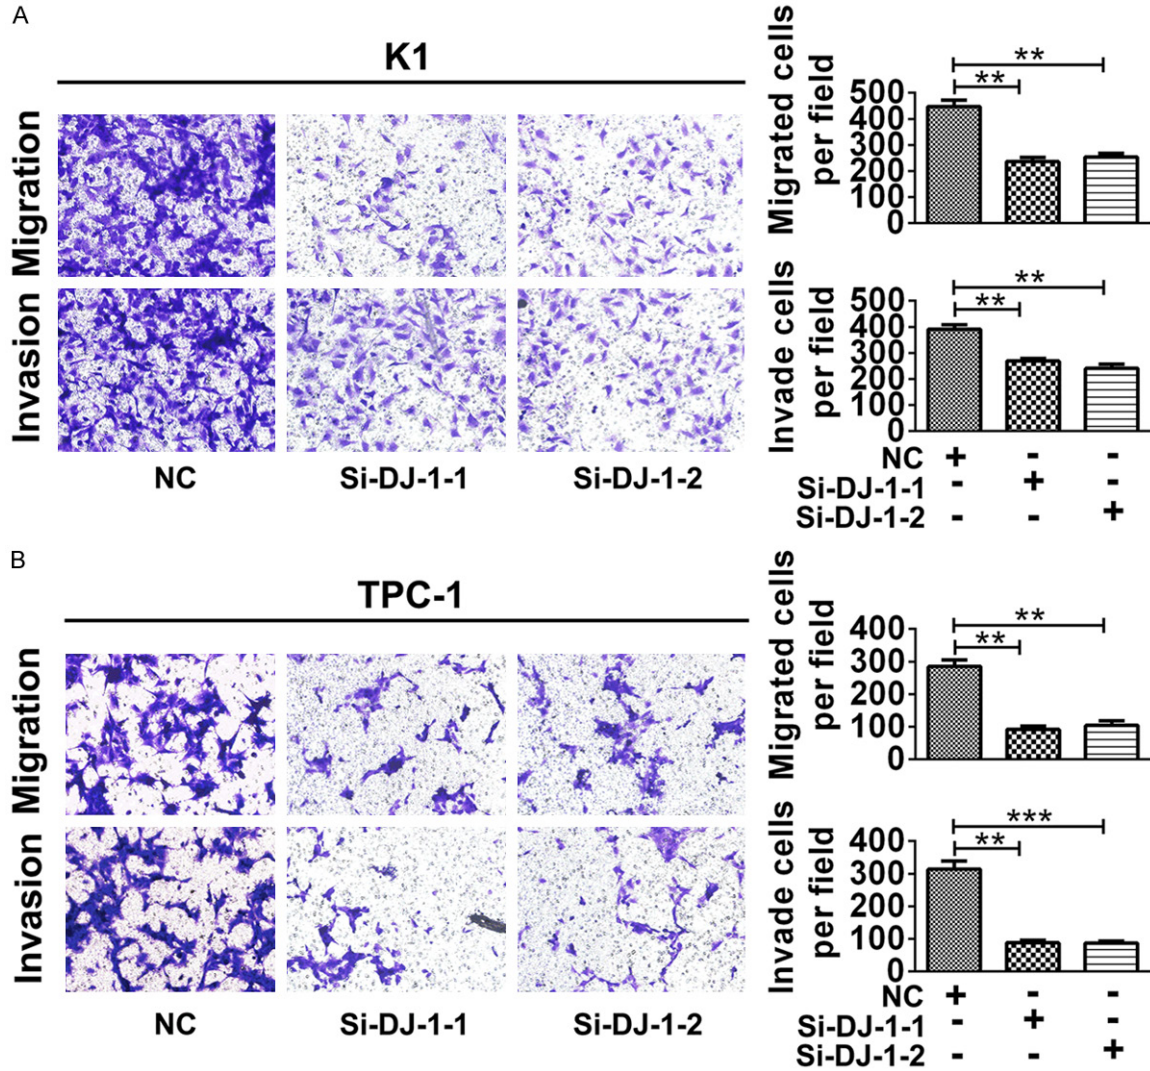 A
K1
Migration
Invasion
NC
Si-DJ-1-1
Si-DJ-1-2
Migrated cells
per field
500
400
300
200
100
0
**
**
Invade cells
per field
500
400
300
200
100
0
**
**
NC + - -
Si-DJ-1-1 - + -
Si-DJ-1-2 - - +
B
TPC-1
Migration
Invasion
NC
Si-DJ-1-1
Si-DJ-1-2
Migrated cells
per field
400
300
200
100
0
**
**
Invade cells
per field
400
300
200
100
0
***
**
NC + - -
Si-DJ-1-1 - + -
Si-DJ-1-2 - - +